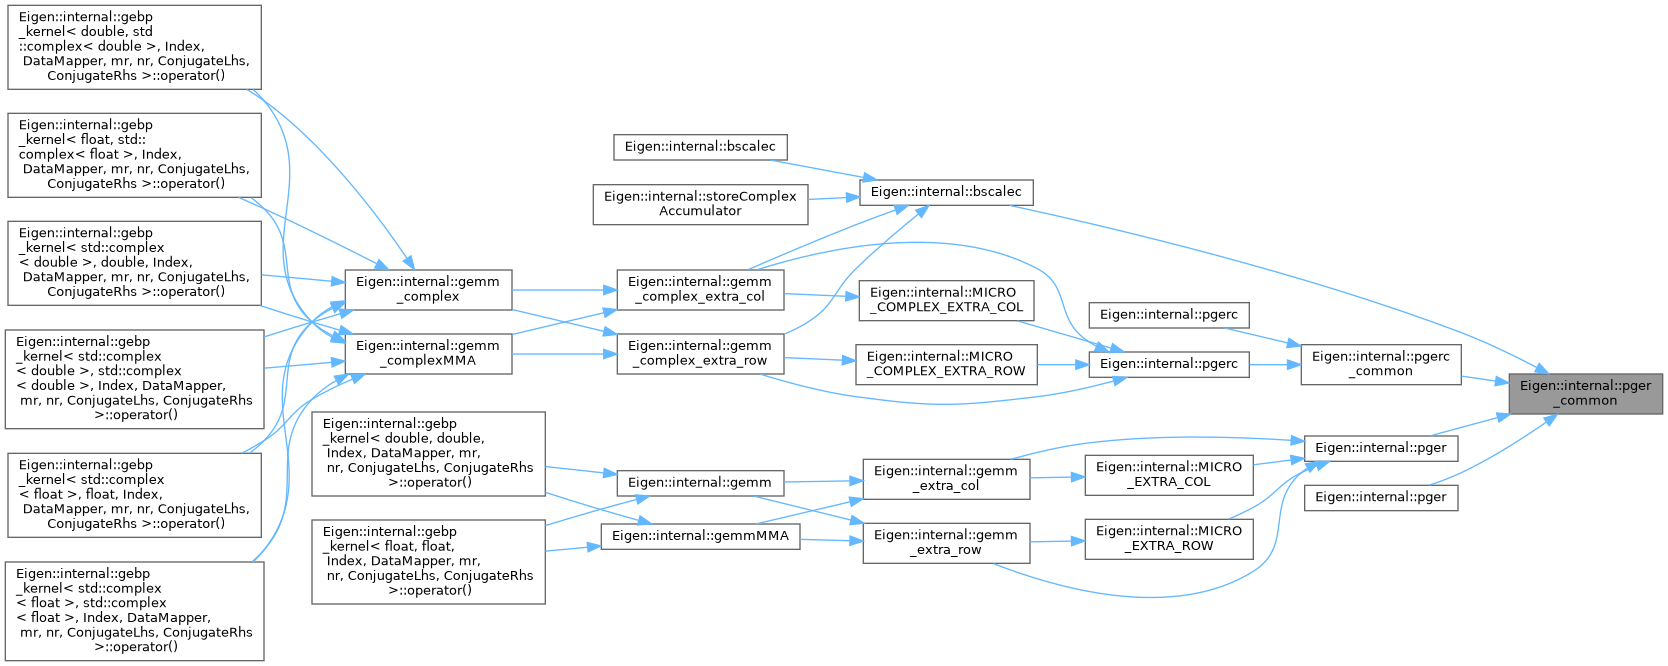 Eigen::internal::gebp
_kernel< double, std
::complex< double >, Index,
DataMapper, mr, nr, ConjugateLhs,
ConjugateRhs >::operator()
Eigen::internal::gebp
_kernel< float, std::
complex< float >, Index,
DataMapper, mr, nr, ConjugateLhs,
ConjugateRhs >::operator()
Eigen::internal::gebp
_kernel< std::complex
< double >, double, Index,
DataMapper, mr, nr, ConjugateLhs,
ConjugateRhs >::operator()
Eigen::internal::gebp
_kernel< std::complex
< double >, std::complex
< double >, Index, DataMapper,
mr, nr, ConjugateLhs, ConjugateRhs
>::operator()
Eigen::internal::gebp
_kernel< std::complex
< float >, float, Index,
DataMapper, mr, nr, ConjugateLhs,
ConjugateRhs >::operator()
Eigen::internal::gebp
_kernel< std::complex
< float >, std::complex
< float >, Index, DataMapper,
mr, nr, ConjugateLhs, ConjugateRhs
>::operator()
Eigen::internal::gemm
_complex
Eigen::internal::gemm
_complexMMA
Eigen::internal::gebp
_kernel< double, double,
Index, DataMapper, mr,
nr, ConjugateLhs, ConjugateRhs
>::operator()
Eigen::internal::gebp
_kernel< float, float,
Index, DataMapper, mr,
nr, ConjugateLhs, ConjugateRhs
>::operator()
Eigen::internal::bscalec
Eigen::internal::storeComplex
Accumulator
Eigen::internal::gemm
_complex_extra_col
Eigen::internal::gemm
_complex_extra_row
Eigen::internal::gemm
Eigen::internal::gemmMMA
Eigen::internal::bscalec
Eigen::internal::MICRO
_COMPLEX_EXTRA_COL
Eigen::internal::MICRO
_COMPLEX_EXTRA_ROW
Eigen::internal::gemm
_extra_col
Eigen::internal::gemm
_extra_row
Eigen::internal::pgerc
Eigen::internal::pgerc
Eigen::internal::MICRO
_EXTRA_COL
Eigen::internal::MICRO
_EXTRA_ROW
Eigen::internal::pgerc
_common
Eigen::internal::pger
Eigen::internal::pger
Eigen::internal::pger
_common